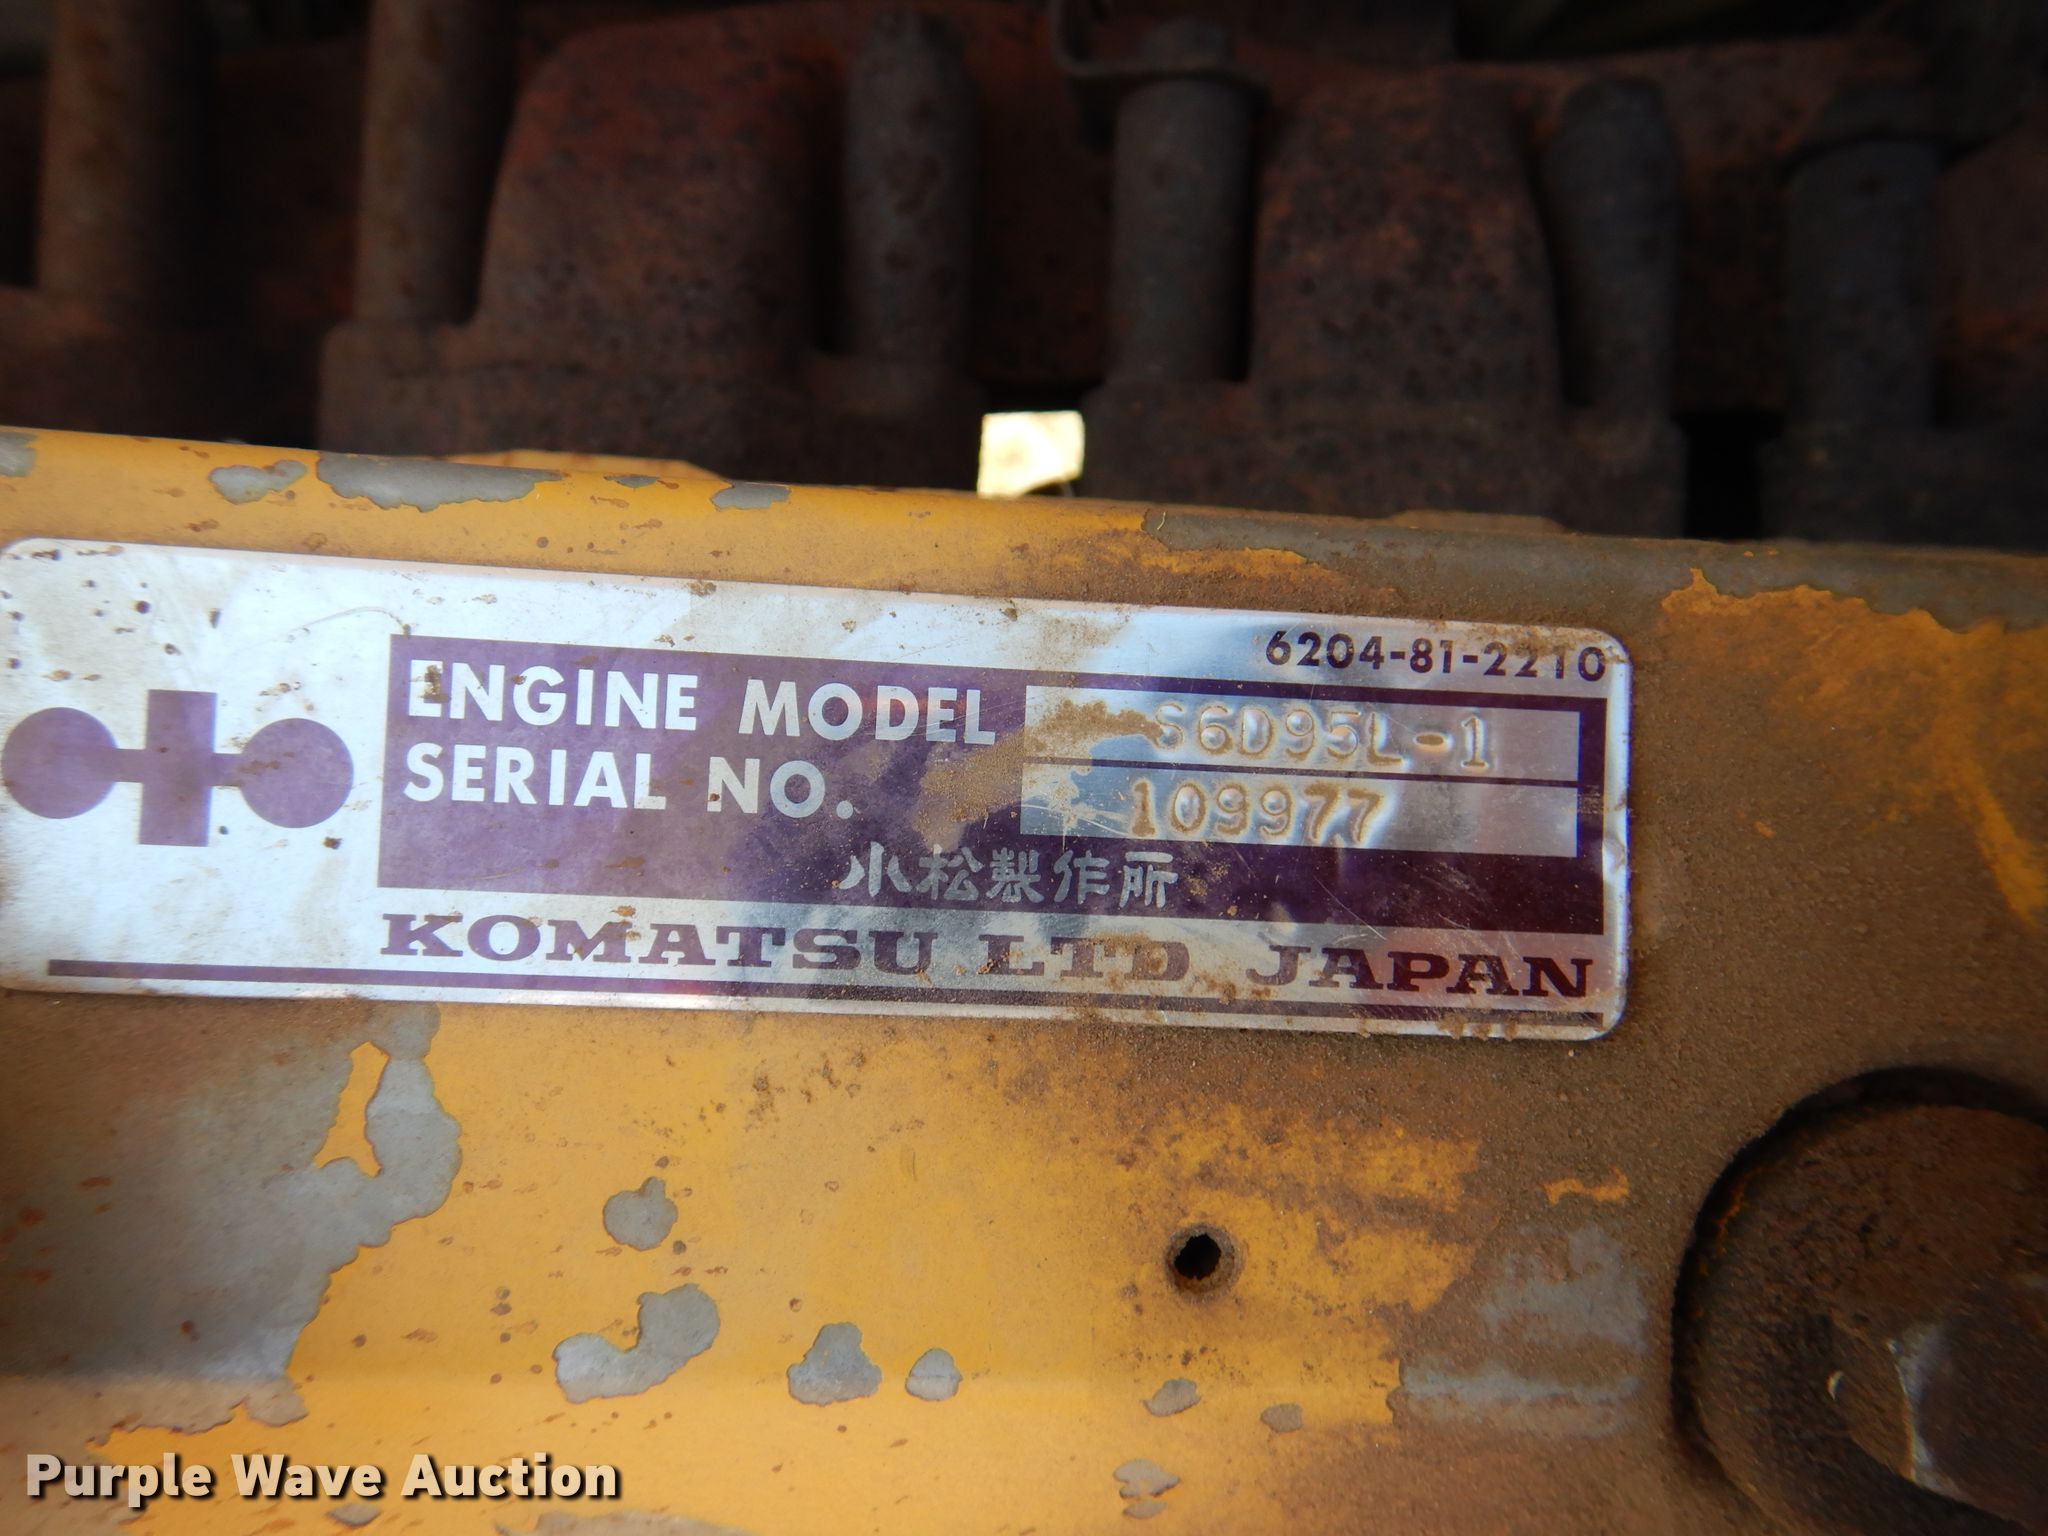 6204-81-2210
ENGINE MODEL S6D95L-1
SERIAL NO. 109977
小松製作所
KOMATSU LTD JAPAN
Purple Wave Auction